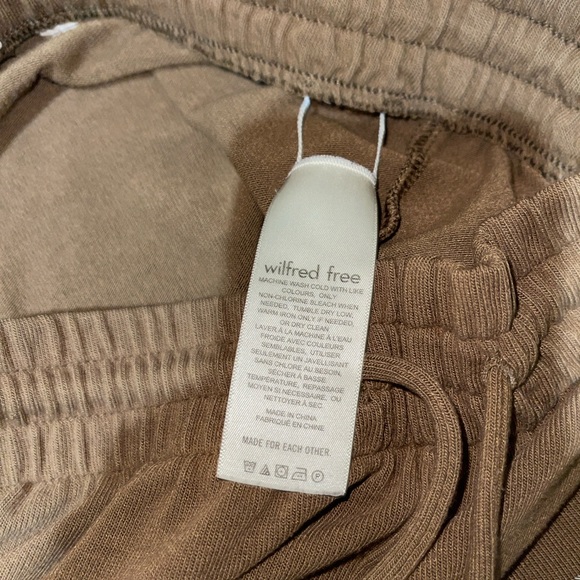 wilfred free
MACHINE WASH COLD WITH LIKE
COLOURS, ONLY
NON-CHLORINE BLEACH WHEN
NEEDED, TUMBLE DRY LOW,
WARM IRON ONLY IF NEEDED,
OR DRY CLEAN
LAVER À LA MACHINE À L'EAU
FROIDE AVEC COULEURS
SEMBLABLES, UTILISER
SEULEMENT UN JAVELLISANT
SANS CHLORE AU BESOIN,
SÉCHER À BASSE
TEMPÉRATURE, REPASSAGE
MOYEN SI NÉCESSAIRE, OU
NETTOYER À SEC.
MADE IN CHINA
FABRIQUÉ EN CHINE
MADE FOR EACH OTHER.